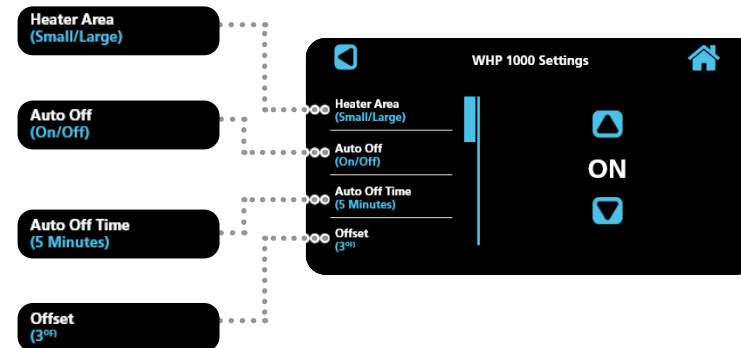 Heater Area
(Small/Large)
Auto Off
(On/Off)
Auto Off Time
(5 Minutes)
Offset
(3ºF)
WHP 1000 Settings
Heater Area
(Small/Large)
Auto Off
(On/Off)
Auto Off Time
(5 Minutes)
Offset
(3ºF)
ON